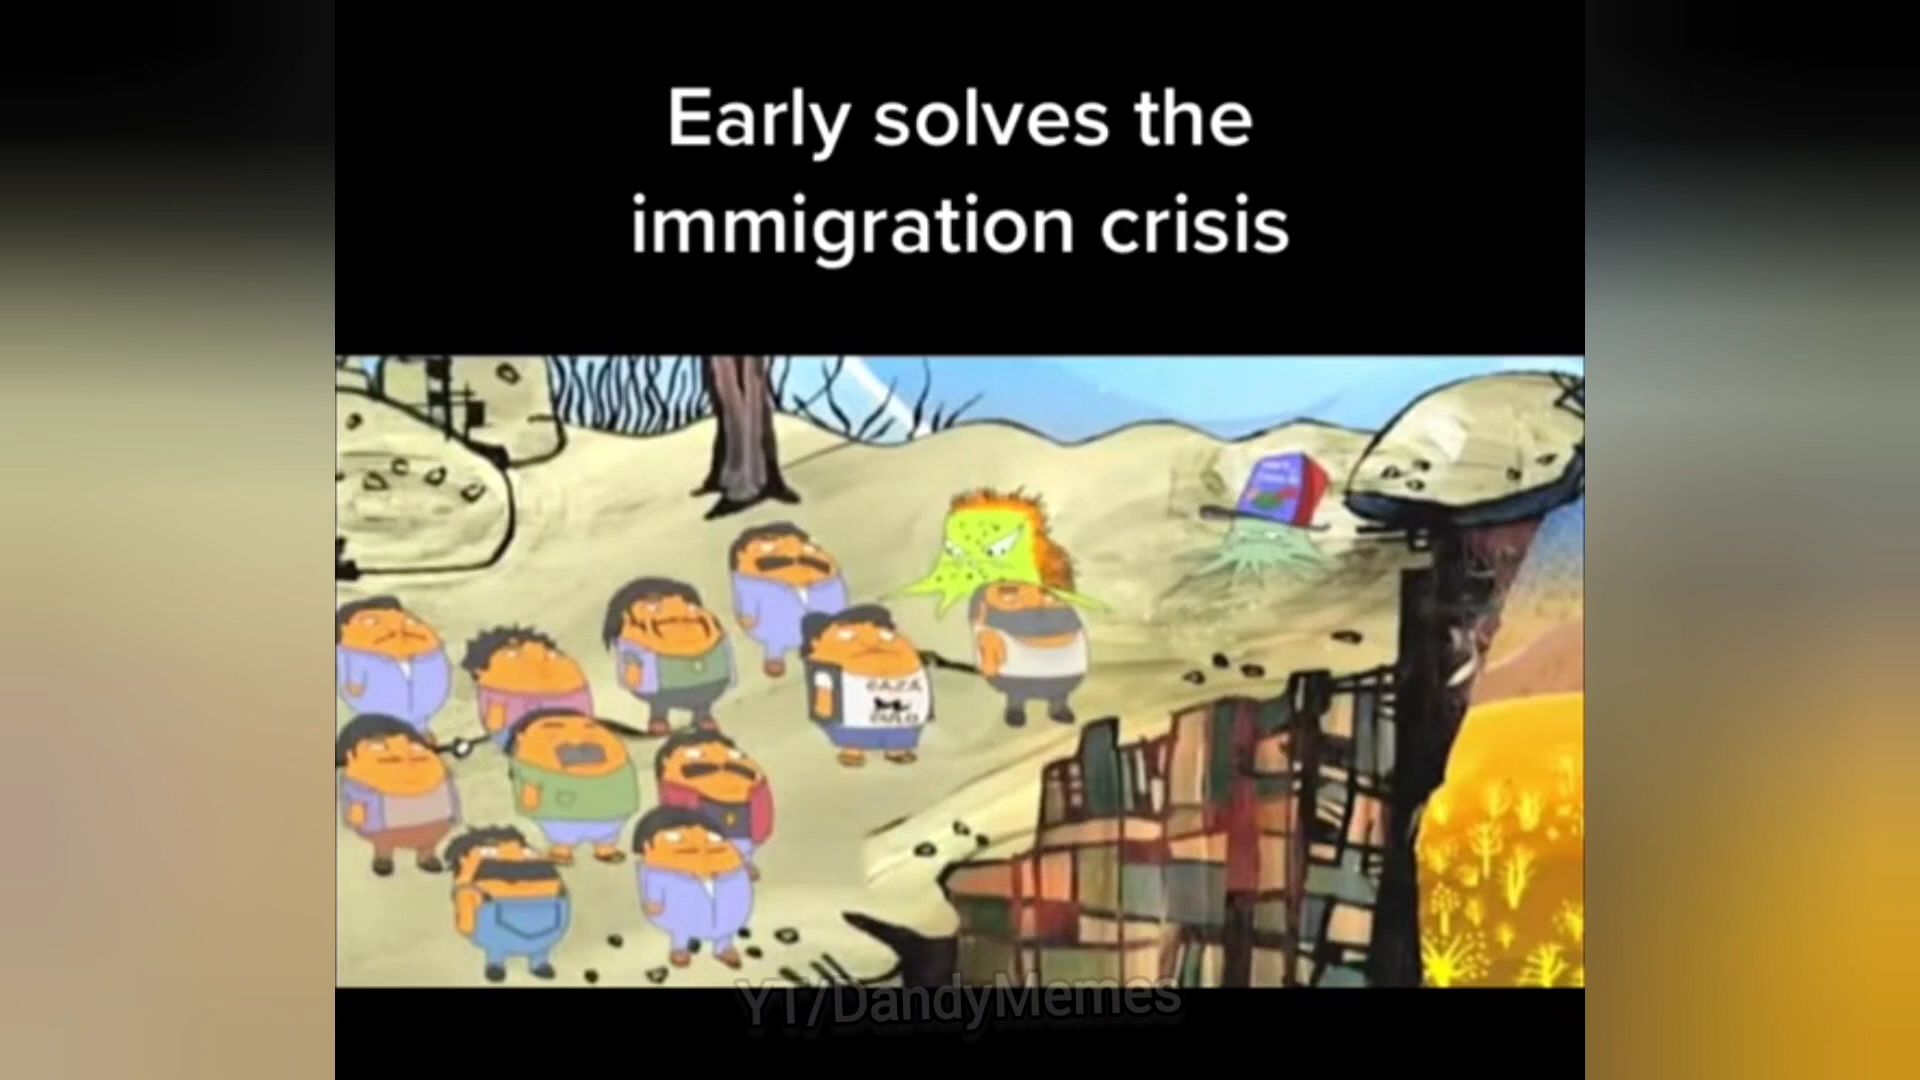 Early solves the
immigration crisis
YT/DandyMemes